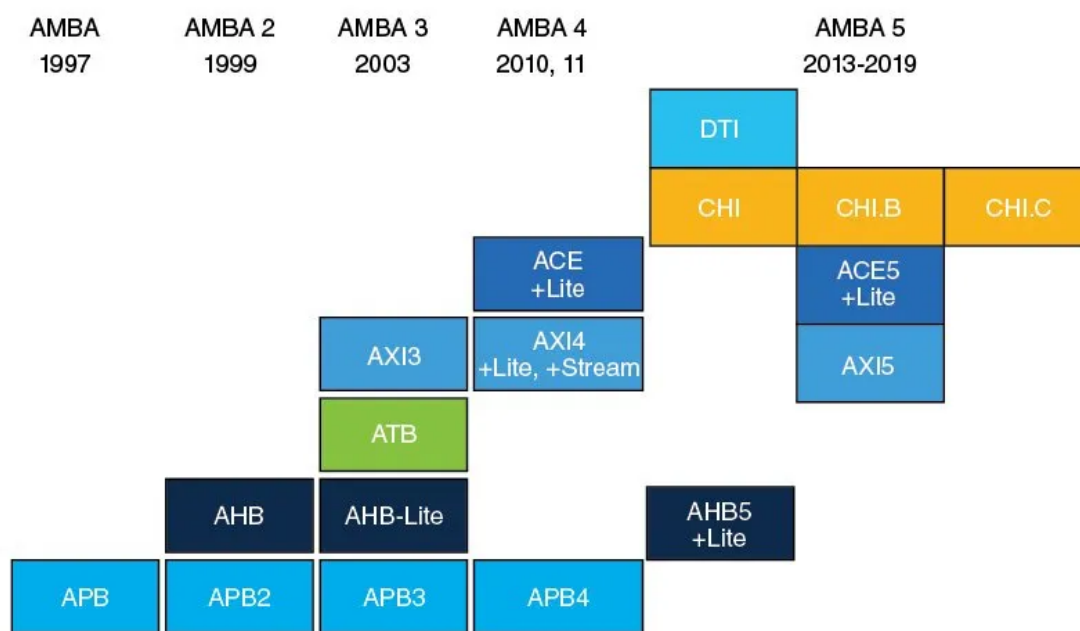 AMBA
1997
AMBA 2
1999
AMBA 3
2003
AMBA 4
2010, 11
AMBA 5
2013-2019
DTI
CHI
CHI.B
CHI.C
ACE
+Lite
ACE5
+Lite
AXI3
AXI4
+Lite, +Stream
AXI5
ATB
AHB
AHB-Lite
AHB5
+Lite
APB
APB2
APB3
APB4